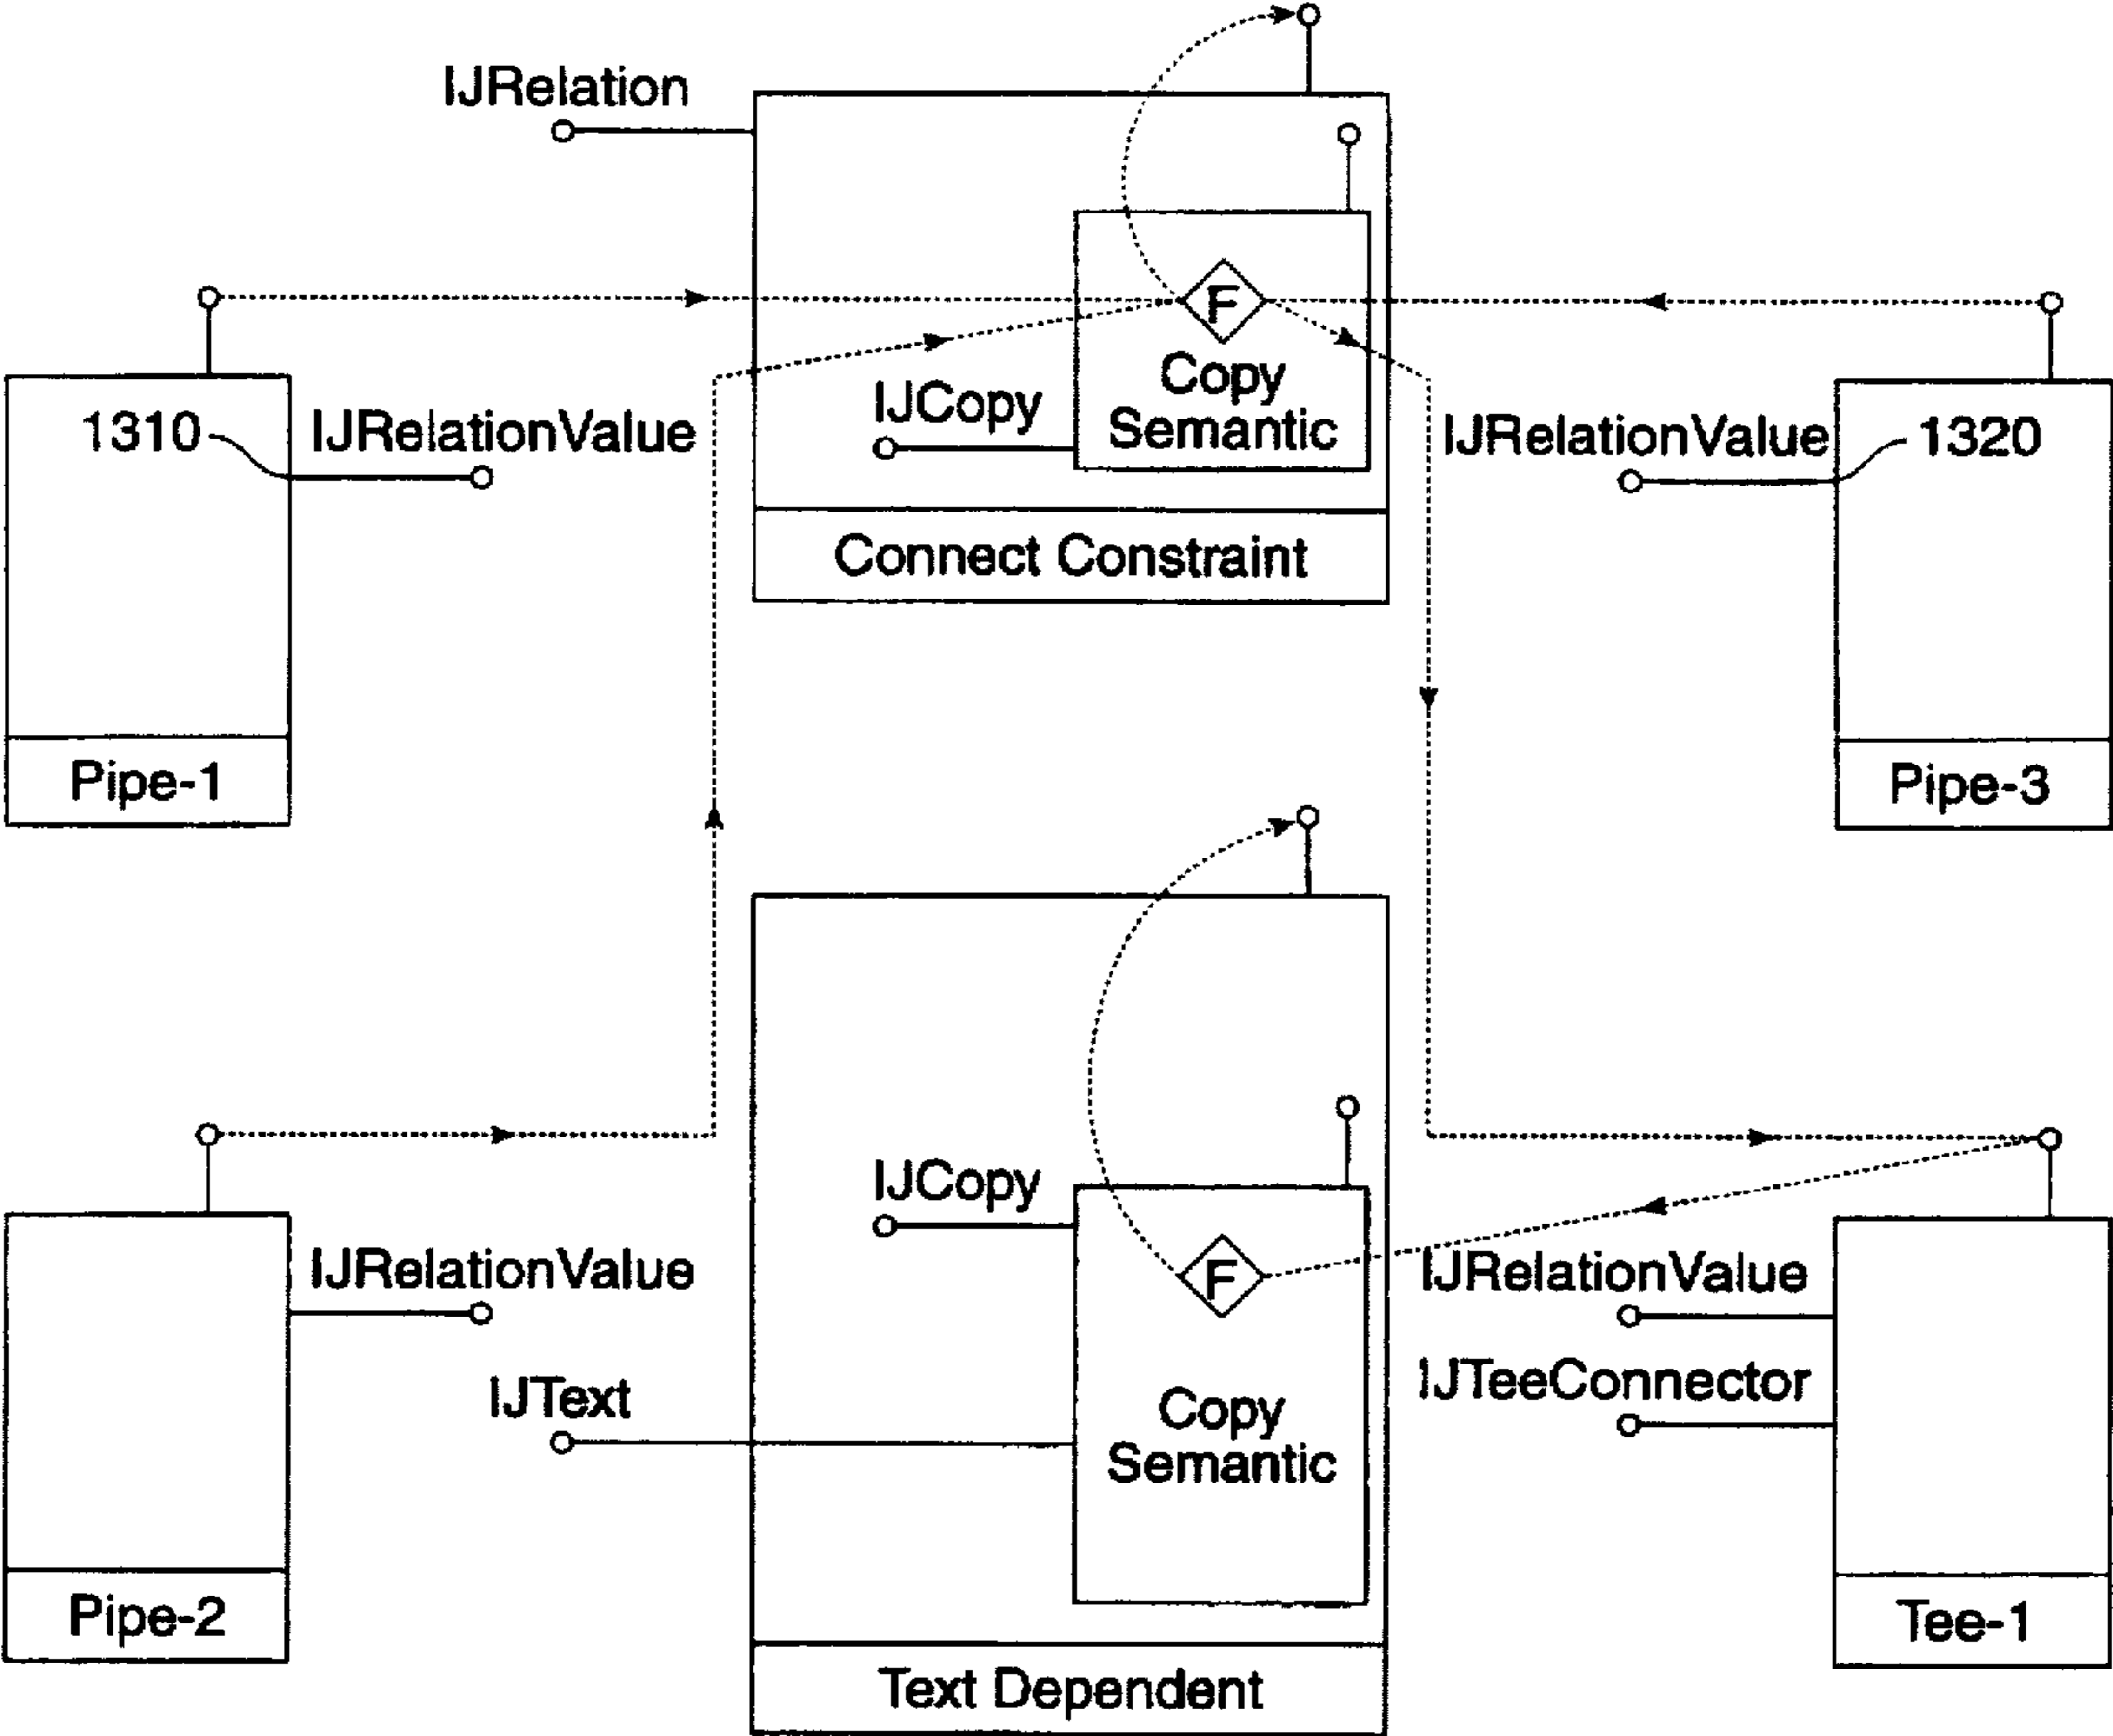 IJRelation
F
Copy
Semantic
IJCopy
Connect Constraint
1310
IJRelationValue
Pipe-1
IJRelationValue
1320
Pipe-3
IJCopy
F
Copy
Semantic
IJText
Text Dependent
IJRelationValue
Pipe-2
IJRelationValue
IJTeeConnector
Tee-1